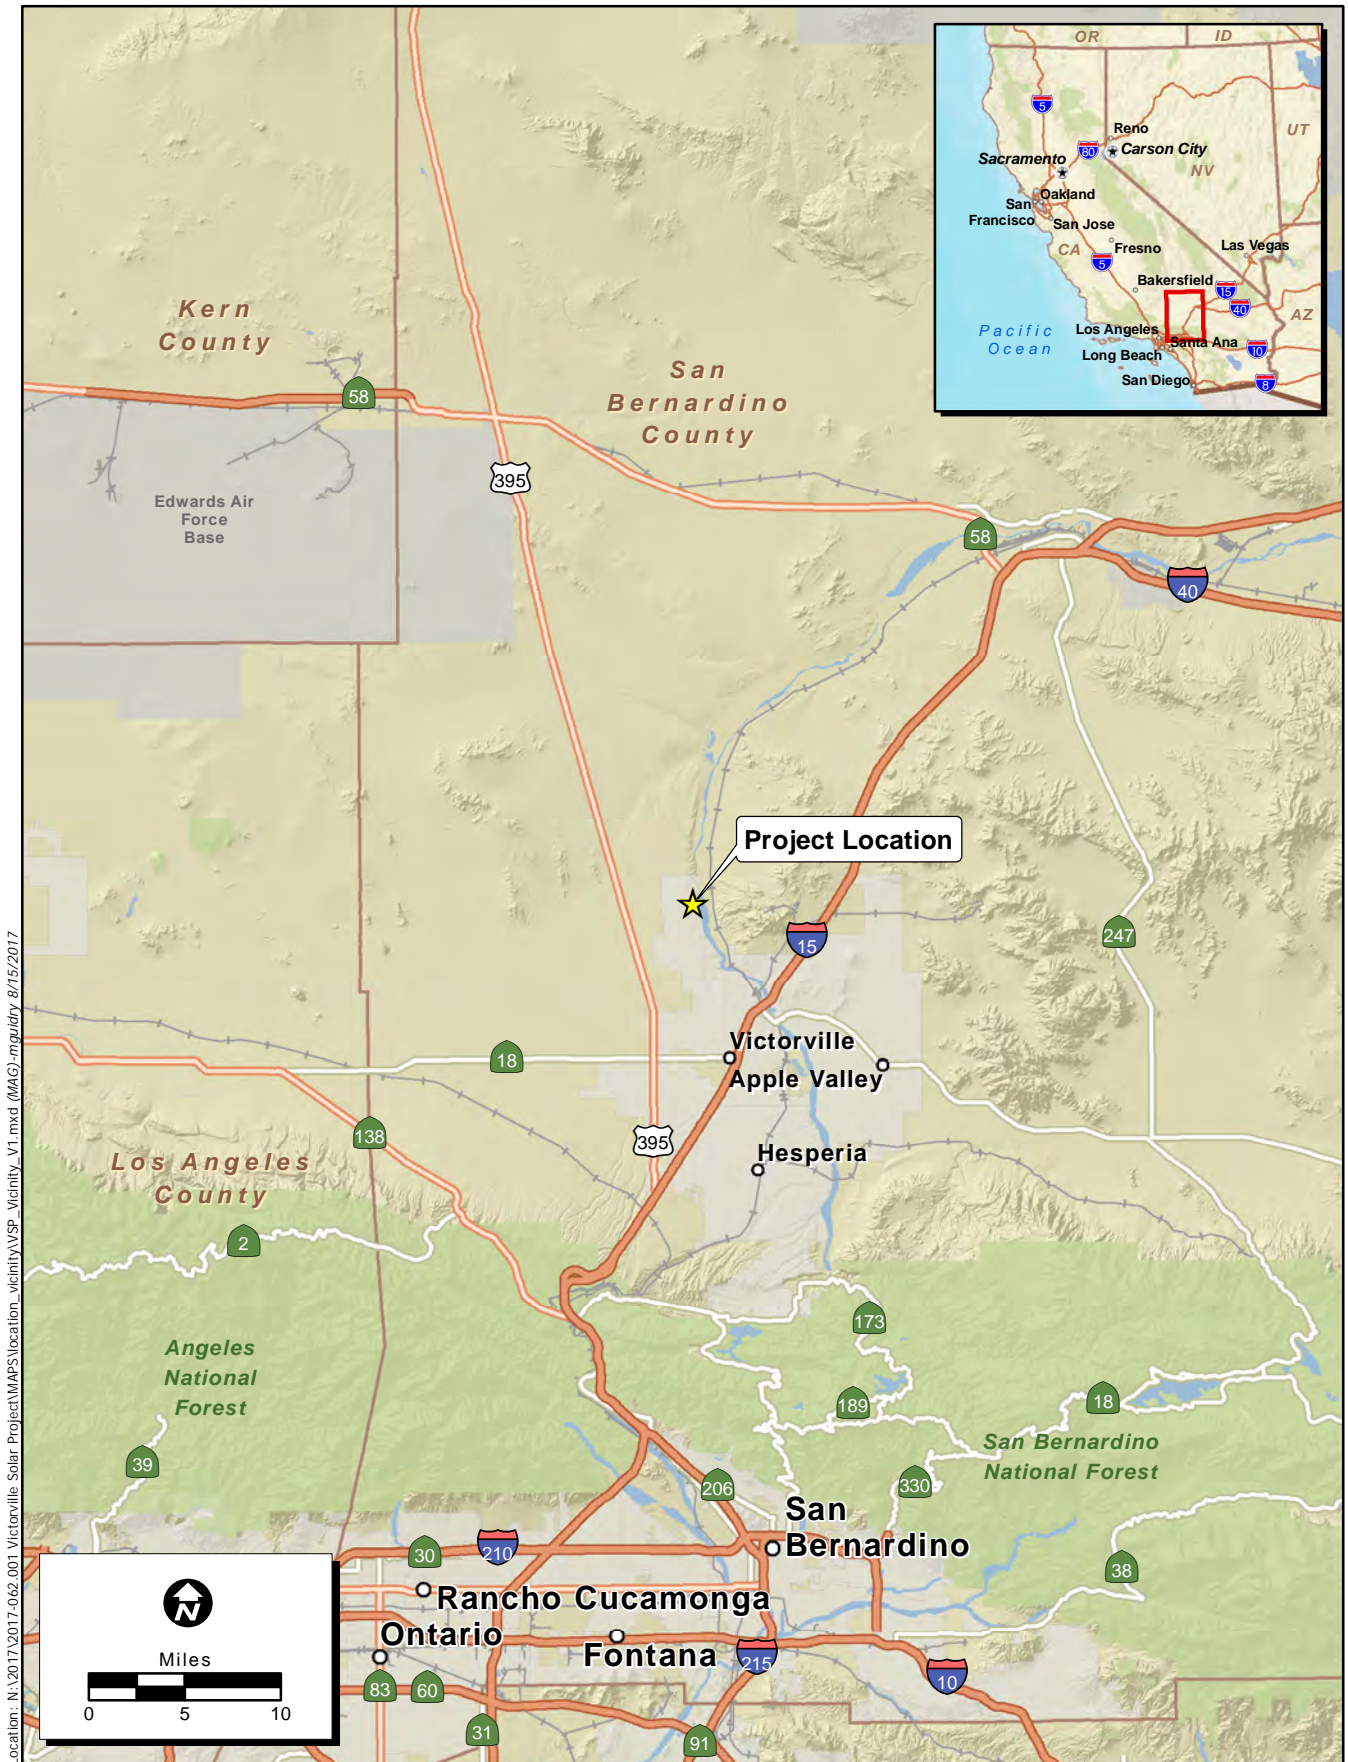 OR
ID
5
Reno
UT
80
Carson City
Sacramento
NV
Oakland
San
Francisco
San Jose
CA
Fresno
5
Las Vegas
Bakersfield
15
40
AZ
Pacific
Ocean
Los Angeles
Santa Ana
Long Beach
10
San Diego
8
Kern
County
San
Bernardino
County
58
395
Edwards Air
Force
Base
58
40
Project Location
15
247
Victorville
18
Apple Valley
138
395
Hesperia
Los Angeles
County
2
173
Angeles
National
Forest
189
18
San Bernardino
National Forest
39
330
206
San
Bernardino
30
210
38
Rancho Cucamonga
Ontario
Fontana
215
10
83
60
31
91
N
Miles
0 5 10
ocation: N:\2017\2017-062.001 Victorville Solar Project\MAPS\location_vicinity\VSP_Vicinity_V1.mxd (MAG)-mguidry 8/15/2017